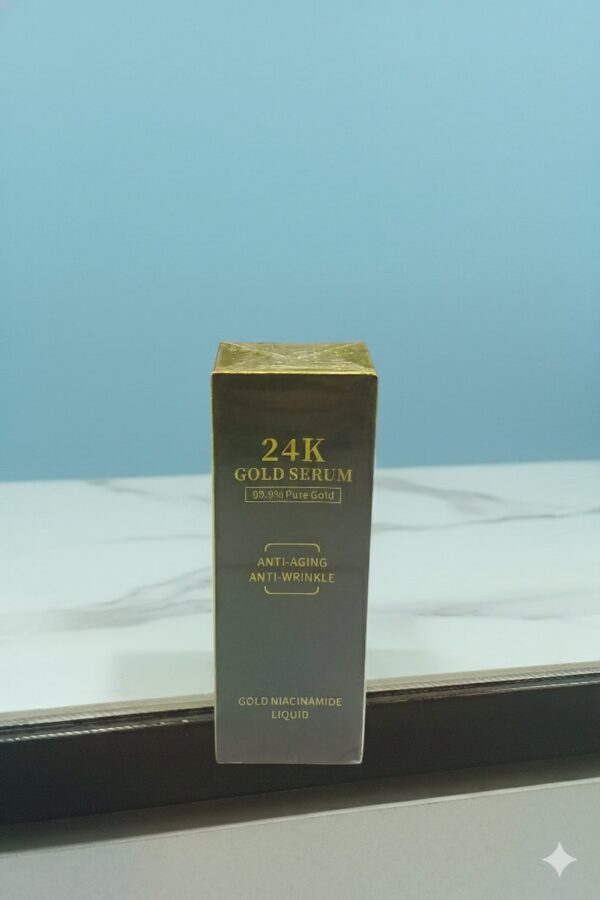 24K
GOLD SERUM
99.9% Pure Gold
ANTI-AGING
ANTI-WRINKLE
GOLD NIACINAMIDE
LIQUID